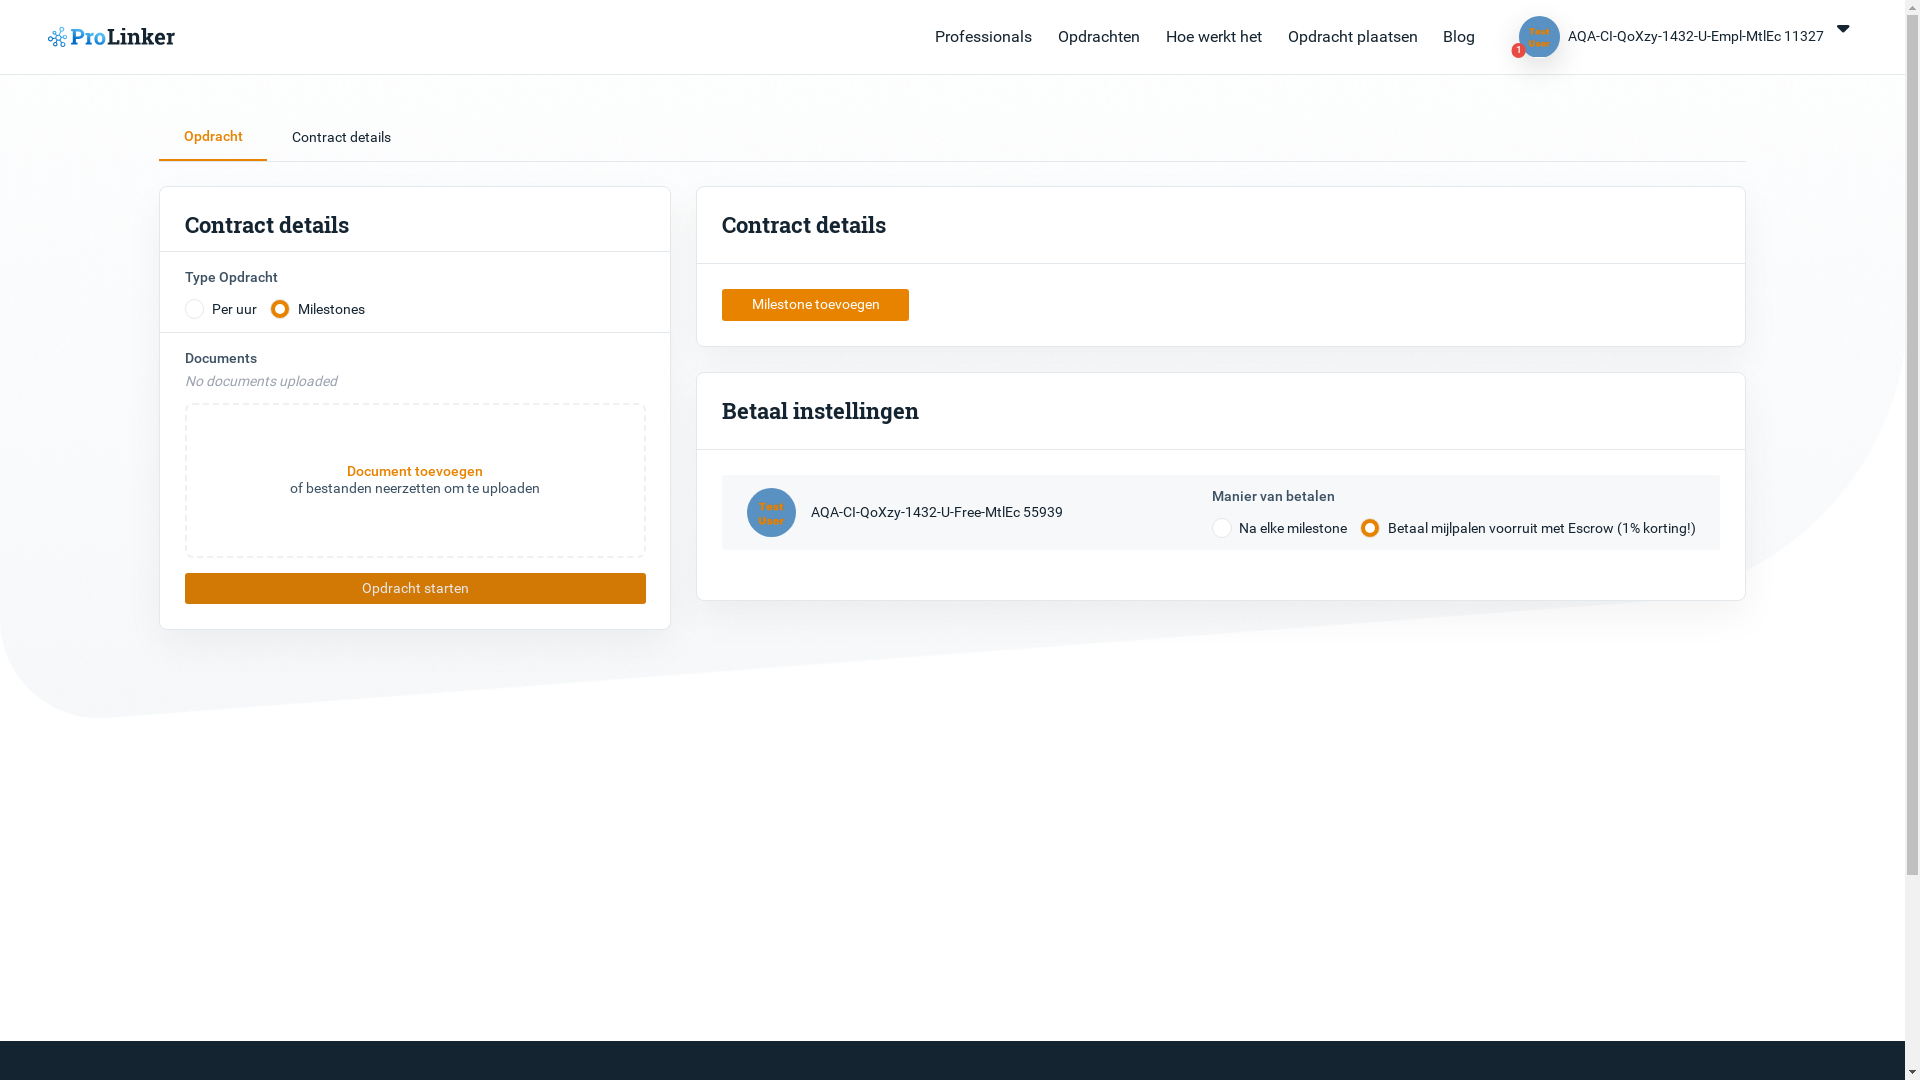 ProLinker
Professionals
Opdrachten
Hoe werkt het
Opdracht plaatsen
Blog
Test
User
1
AQA-CI-QoXzy-1432-U-Empl-MtlEc 11327
Opdracht
Contract details
Contract details
Type Opdracht
Per uur
Milestones
Documents
No documents uploaded
Document toevoegen
of bestanden neerzetten om te uploaden
Opdracht starten
Contract details
Milestone toevoegen
Betaal instellingen
Test
User
AQA-CI-QoXzy-1432-U-Free-MtlEc 55939
Manier van betalen
Na elke milestone
Betaal mijlpalen voorruit met Escrow (1% korting!)